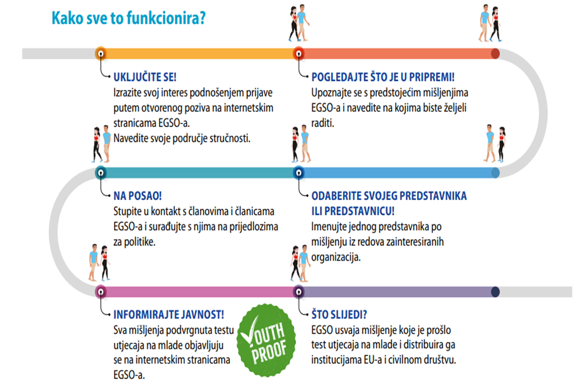 Kako sve to funkcionira?
UKLJUČITE SE!
Izrazite svoj interes podnošenjem prijave
putem otvorenog poziva na internetskim
stranicama EGSO-a.
Navedite svoje područje stručnosti.
POGLEDAJTE ŠTO JE U PRIPREMI!
Upoznajte se s predstojećim mišljenjima
EGSO-a i navedite na kojima biste željeli
raditi.
NA POSAO!
Stupite u kontakt s članovima i članicama
EGSO-a i surađujte s njima na prijedlozima
za politike.
ODABERITE SVOJEG PREDSTAVNIKA
ILI PREDSTAVNICU!
Imenujte jednog predstavnika po
mišljenju iz redova zainteresiranih
organizacija.
INFORMIRAJTE JAVNOST!
Sva mišljenja podvrgnuta testu
utjecaja na mlade objavljuju
se na internetskim stranicama
EGSO-a.
YOUTH
PROOF
ŠTO SLIJEDI?
EGSO usvaja mišljenje koje je prošlo
test utjecaja na mlade i distribuira ga
institucijama EU-a i civilnom društvu.